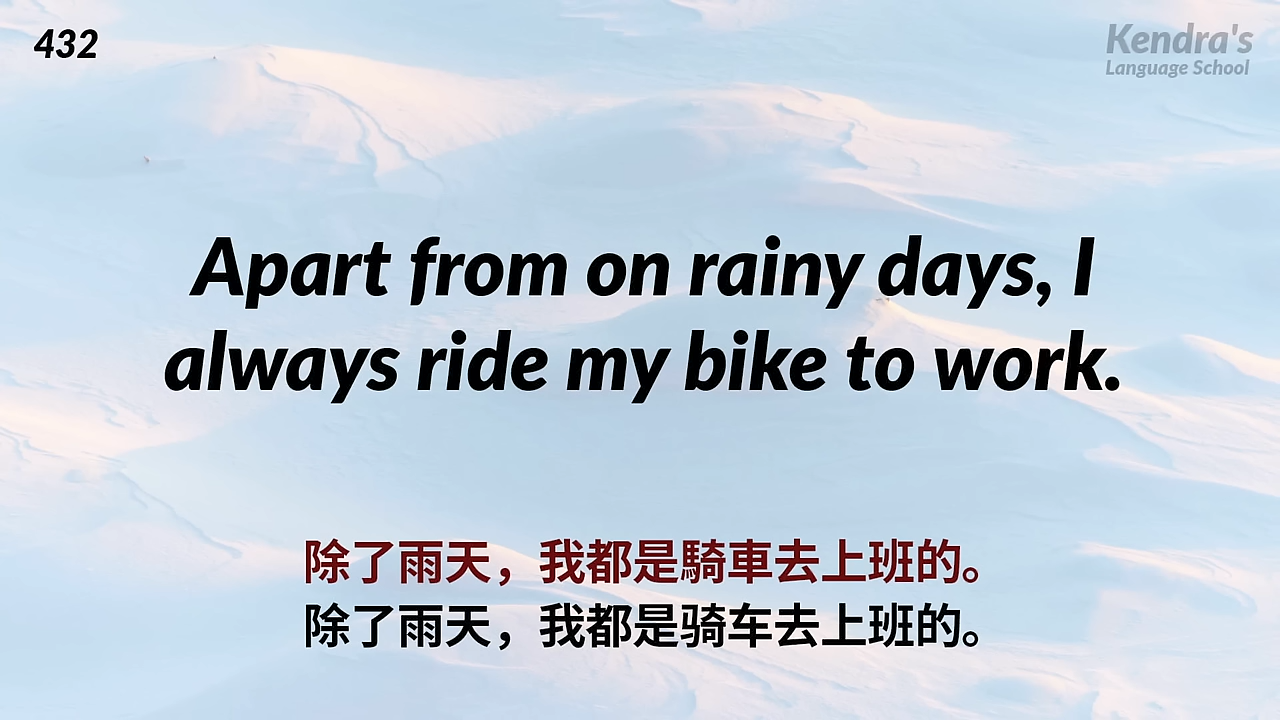 432
Kendra's
Language School
Apart from on rainy days, I
always ride my bike to work.
除了雨天，我都是騎車去上班的。
除了雨天，我都是骑车去上班的。